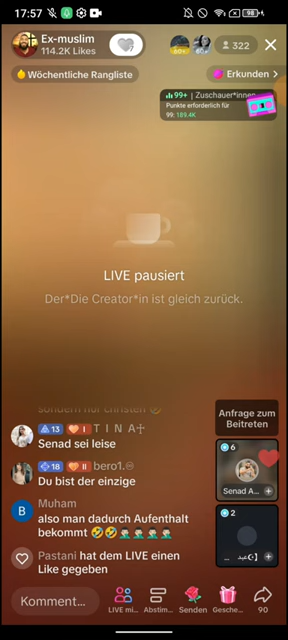 17:57
98
Ex-muslim
114.2K Likes
322
Wöchentliche Rangliste
Erkunden >
99+ | Zuschauer*innen
Punkte erforderlich für
99: 189.4K
LIVE pausiert
Der*Die Creator*in ist gleich zurück.
sondern nur christen
13 I T I N A
Senad sei leise
18 II bero1.
Du bist der einzige
B Muham
also man dadurch Aufenthalt
bekommt 🤣🤣🤦🏻‍♂️🤦🏻‍♂️🤦🏻‍♂️🤦🏻‍♂️
Pastani hat dem LIVE einen
Like gegeben
Anfrage zum
Beitreten
6
Senad A...
2
Komment...
LIVE mi...
Abstim...
Senden
Gesche...
90